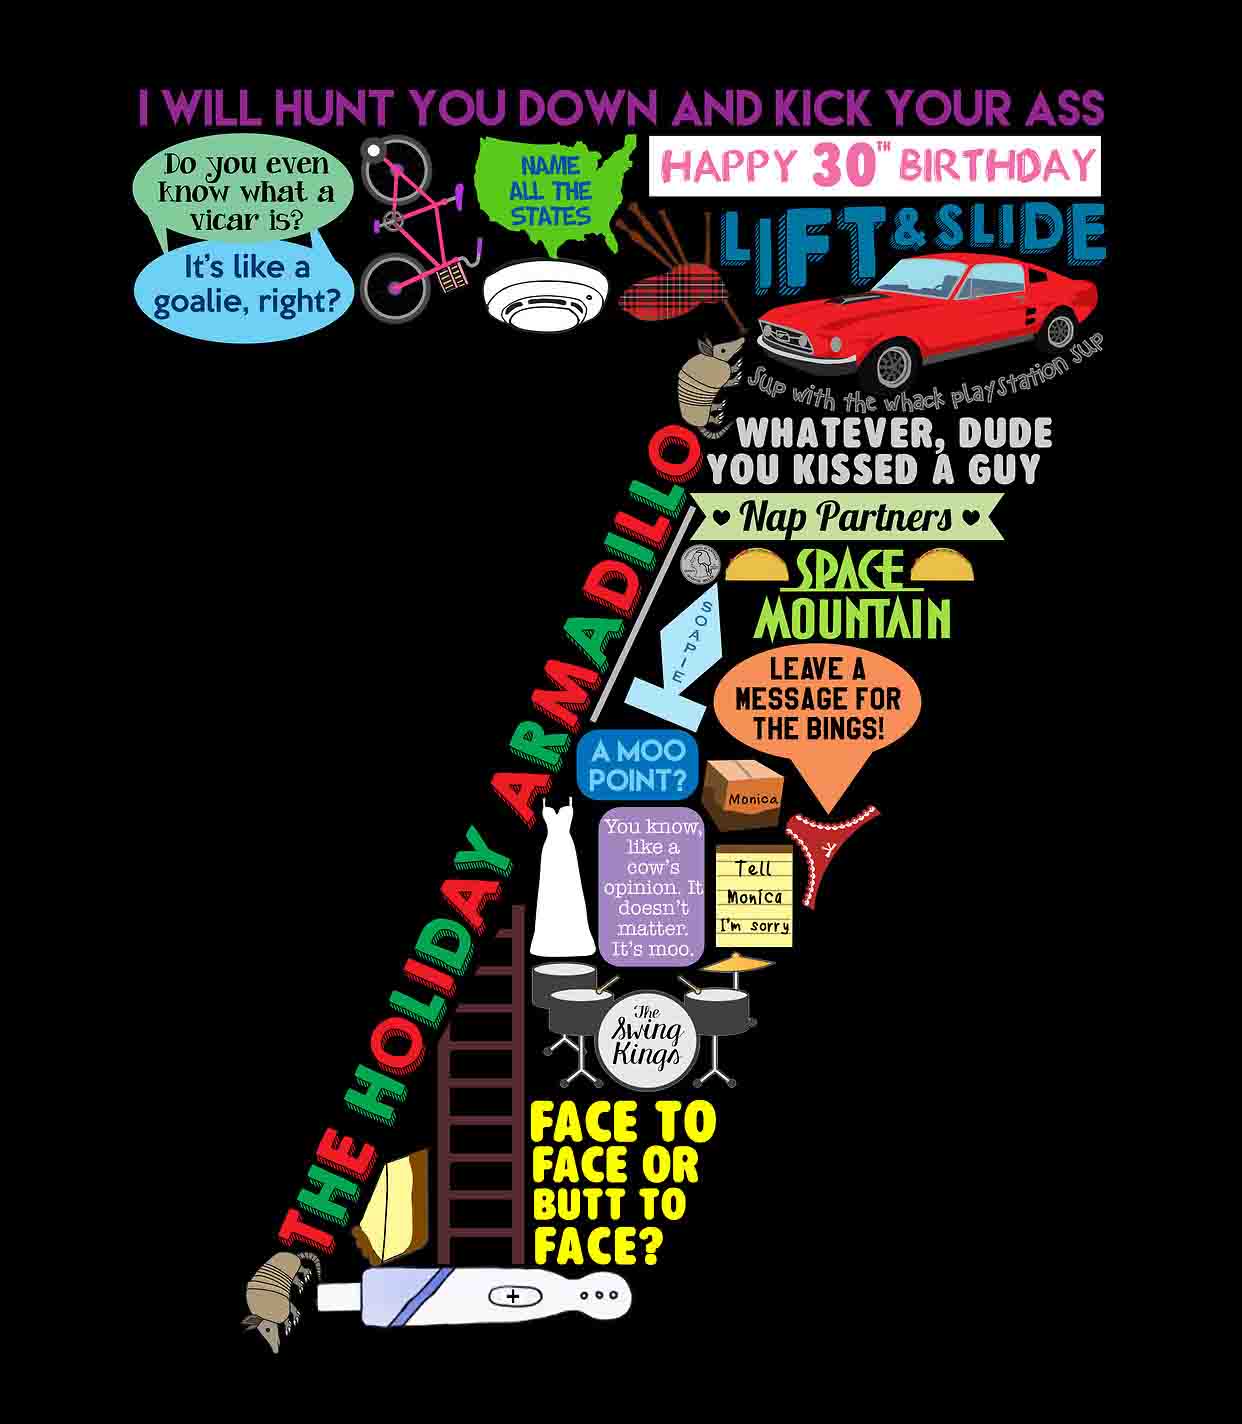 I WILL HUNT YOU DOWN AND KICK YOUR ASS
Do you even
know what a
vicar is?
It's like a
goalie, right?
NAME
ALL THE
STATES
HAPPY 30TH BIRTHDAY
LIFT & SLIDE
Sup with the whack playstation sup
WHATEVER, DUDE
YOU KISSED A GUY
Nap Partners
THE HOLIDAY ARMADILLO
SPACE
MOUNTAIN
SOAPIE
LEAVE A
MESSAGE FOR
THE BINGS!
A MOO
POINT?
Monica
You know,
like a
cow's
opinion. It
doesn't
matter.
It's moo.
Tell
Monica
I'm sorry
The
Swing
Kings
FACE TO
FACE OR
BUTT TO
FACE?